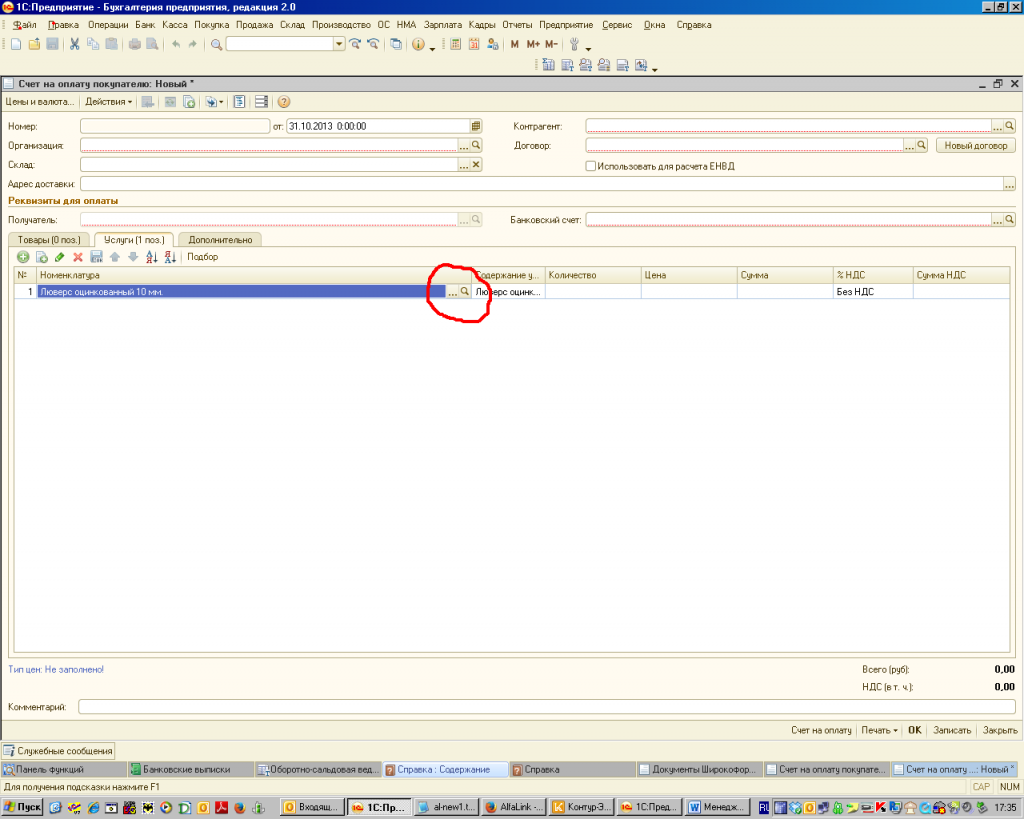 1С:Предприятие - Бухгалтерия предприятия, редакция 2.0
Файл Правка Операции Банк Касса Покупка Продажа Склад Производство ОС НМА Зарплата Кадры Отчеты Предприятие Сервис Окна Справка
M M+ M-
Счет на оплату покупателю: Новый *
Цены и валюта... Действия
Номер: от: 31.10.2013 0:00:00 Контрагент:
Организация: Договор: Новый договор
Склад: Использовать для расчета ЕНВД
Адрес доставки:
Реквизиты для оплаты
Получатель: Банковский счет:
Товары (0 поз.) Услуги (1 поз.) Дополнительно
Подбор
№ Номенклатура Содержание у... Количество Цена Сумма % НДС Сумма НДС
1 Люверс оцинкованный 10 мм. ... Люверс оцинк... Без НДС
Тип цен: Не заполнено! Всего (руб): 0,00
НДС (в т. ч.): 0,00
Комментарий:
Счет на оплату Печать OK Записать Закрыть
Служебные сообщения
Панель функций Банковские выписки Оборотно-сальдовая вед... Справка : Содержание Справка Документы Широкофор... Счет на оплату покупате... Счет на оплату ...: Новый *
Для получения подсказки нажмите F1 CAP NUM
Пуск Входящ... 1С:Пр... al-new1.t... AlfaLink -... Контур-Э... 1С:Пред... Менедж... RU 17:35